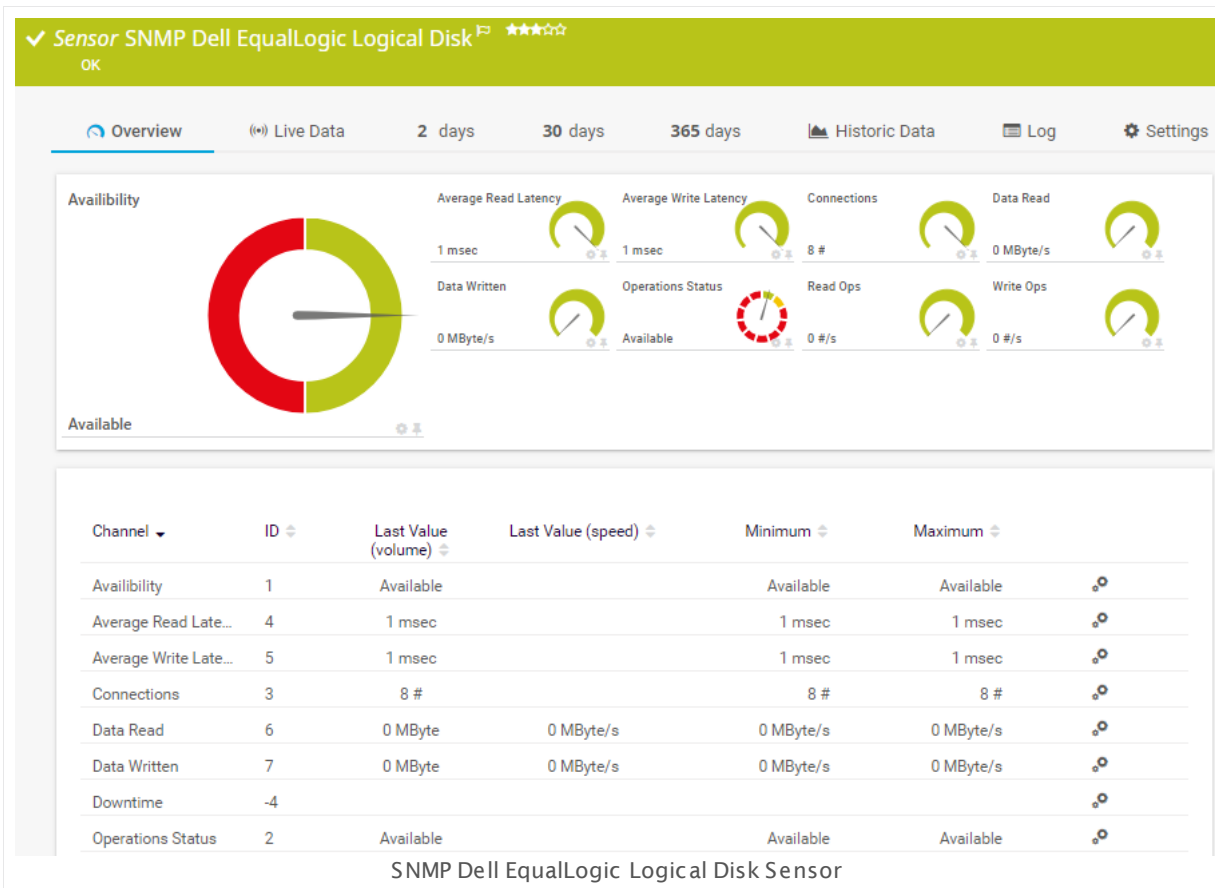 Sensor SNMP Dell EqualLogic Logical Disk
OK
Overview Live Data 2 days 30 days 365 days Historic Data Log Settings
Availibility
Available
Average Read Latency
1 msec
Average Write Latency
1 msec
Connections
8 #
Data Read
0 MByte/s
Data Written
0 MByte/s
Operations Status
Available
Read Ops
0 #/s
Write Ops
0 #/s
Channel ID Last Value (volume) Last Value (speed) Minimum Maximum
Availibility 1 Available Available Available
Average Read Late... 4 1 msec 1 msec 1 msec
Average Write Late... 5 1 msec 1 msec 1 msec
Connections 3 8 # 8 # 8 #
Data Read 6 0 MByte 0 MByte/s 0 MByte/s 0 MByte/s
Data Written 7 0 MByte 0 MByte/s 0 MByte/s 0 MByte/s
Downtime -4
Operations Status 2 Available Available Available
SNMP Dell EqualLogic Logical Disk Sensor